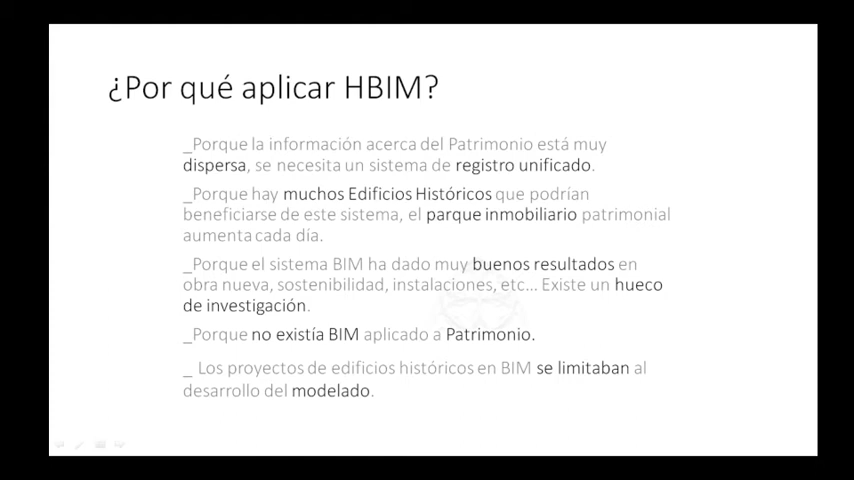 ¿Por qué aplicar HBIM?
_Porque la información acerca del Patrimonio está muy
dispersa, se necesita un sistema de registro unificado.
_Porque hay muchos Edificios Históricos que podrían
beneficiarse de este sistema, el parque inmobiliario patrimonial
aumenta cada día.
_Porque el sistema BIM ha dado muy buenos resultados en
obra nueva, sostenibilidad, instalaciones, etc... Existe un hueco
de investigación.
_Porque no existía BIM aplicado a Patrimonio.
_ Los proyectos de edificios históricos en BIM se limitaban al
desarrollo del modelado.